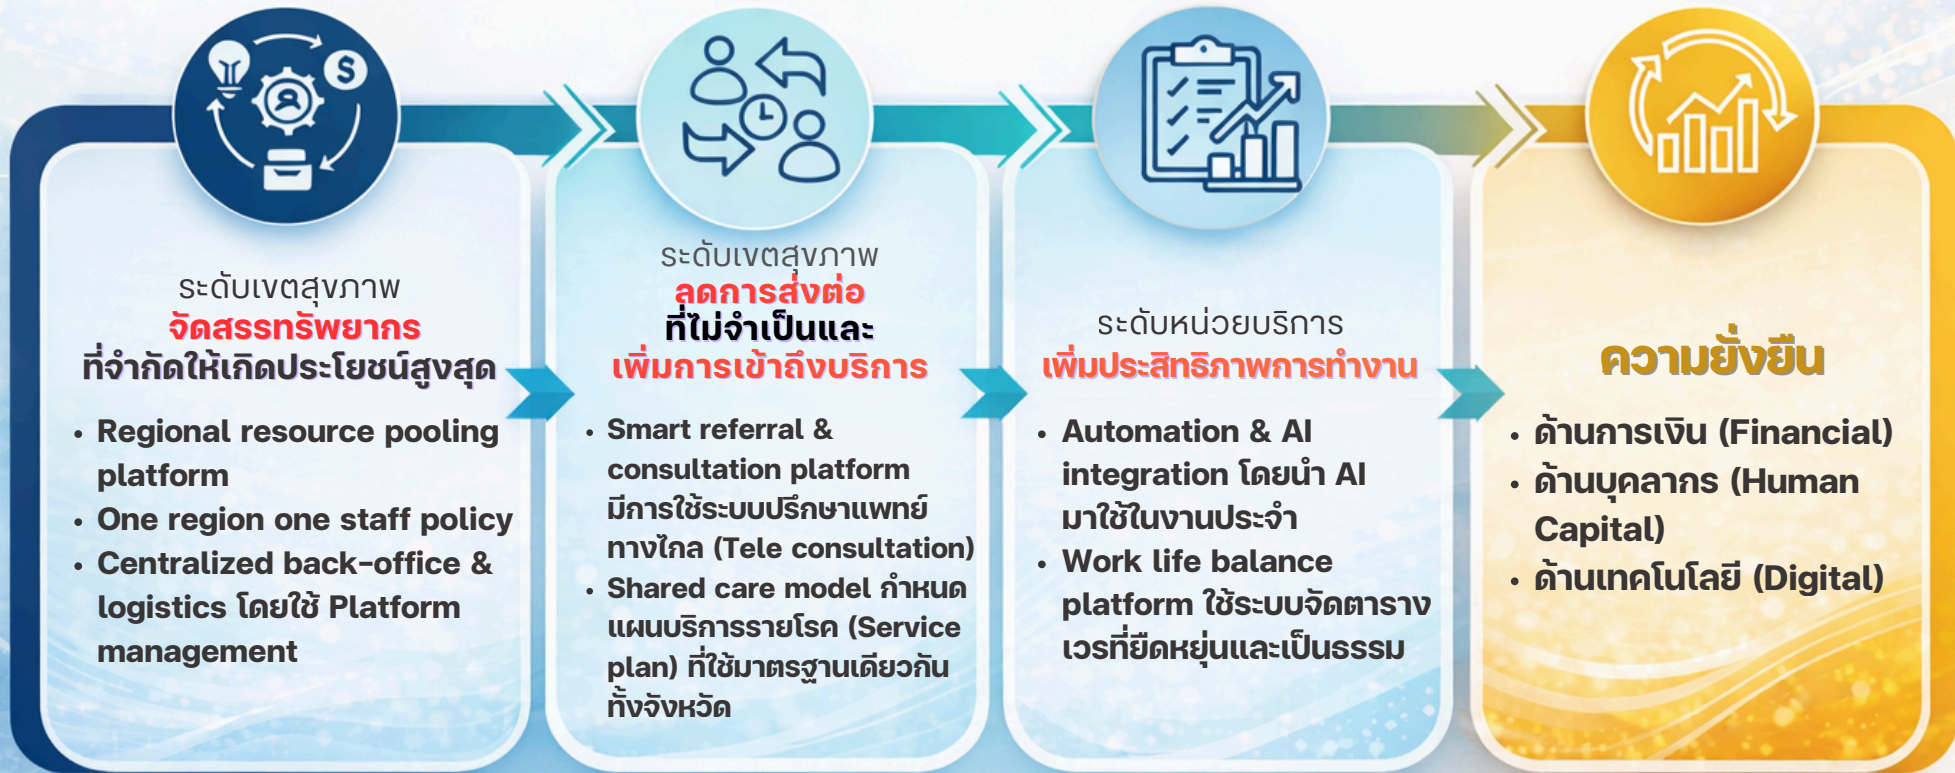 ระดับเขตสุขภาพ
จัดสรรทรัพยากร
ที่จำกัดให้เกิดประโยชน์สูงสุด
• Regional resource pooling
platform
• One region one staff policy
• Centralized back-office &
logistics โดยใช้ Platform
management
ระดับเขตสุขภาพ
ลดการส่งต่อ
ที่ไม่จำเป็นและ
เพิ่มการเข้าถึงบริการ
• Smart referral &
consultation platform
มีการใช้ระบบปรึกษาแพทย์
ทางไกล (Tele consultation)
• Shared care model กำหนด
แผนบริการรายโรค (Service
plan) ที่ใช้มาตรฐานเดียวกัน
ทั้งจังหวัด
ระดับหน่วยบริการ
เพิ่มประสิทธิภาพการทำงาน
• Automation & AI
integration โดยนำ AI
มาใช้ในงานประจำ
• Work life balance
platform ใช้ระบบจัดตาราง
เวรที่ยืดหยุ่นและเป็นธรรม
ความยั่งยืน
• ด้านการเงิน (Financial)
• ด้านบุคลากร (Human
Capital)
• ด้านเทคโนโลยี (Digital)